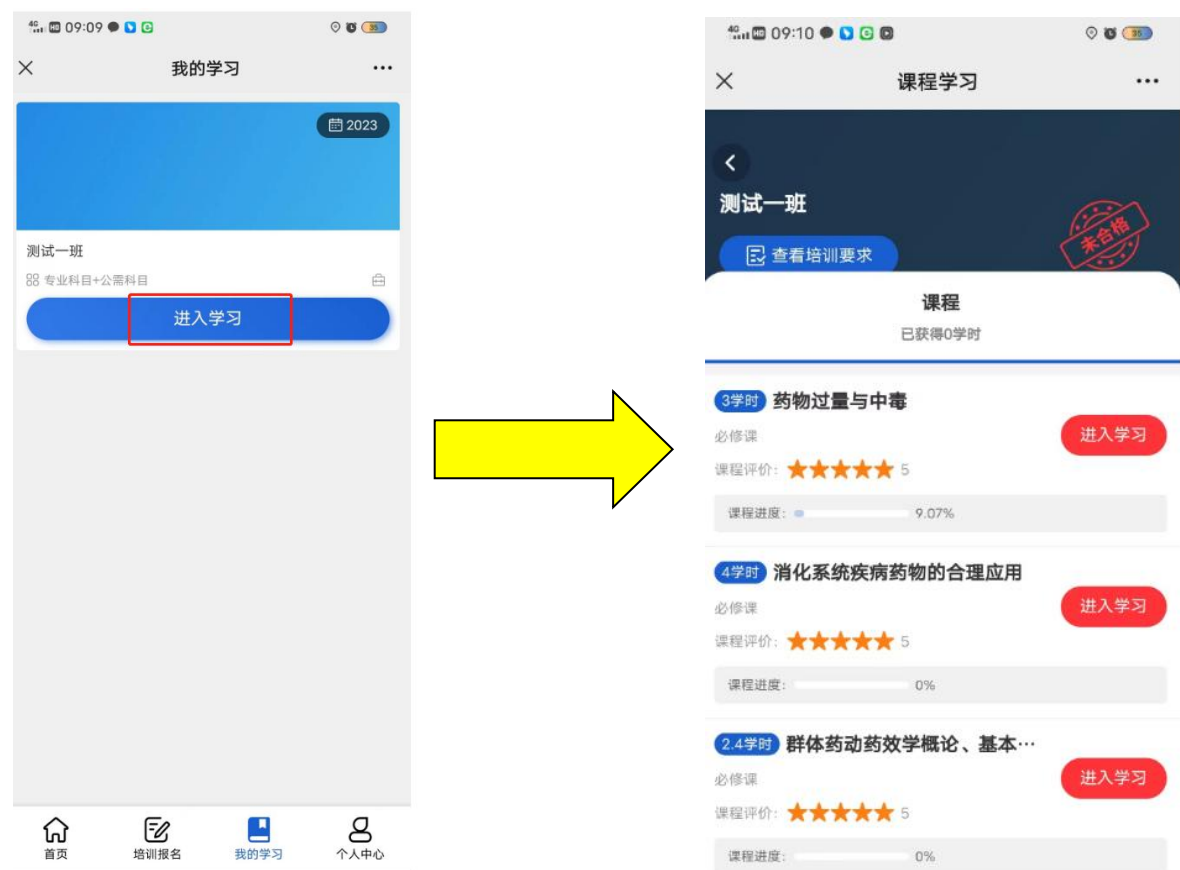 4G HD 09:09 35
我的学习
2023
测试一班
专业科目+公需科目
进入学习
首页
培训报名
我的学习
个人中心
4G HD 09:10 35
课程学习
测试一班
未合格
查看培训要求
课程
已获得0学时
3学时 药物过量与中毒
必修课
进入学习
课程评价: 5
课程进度: 9.07%
4学时 消化系统疾病药物的合理应用
必修课
进入学习
课程评价: 5
课程进度: 0%
2.4学时 群体药动药效学概论、基本…
必修课
进入学习
课程评价: 5
课程进度: 0%